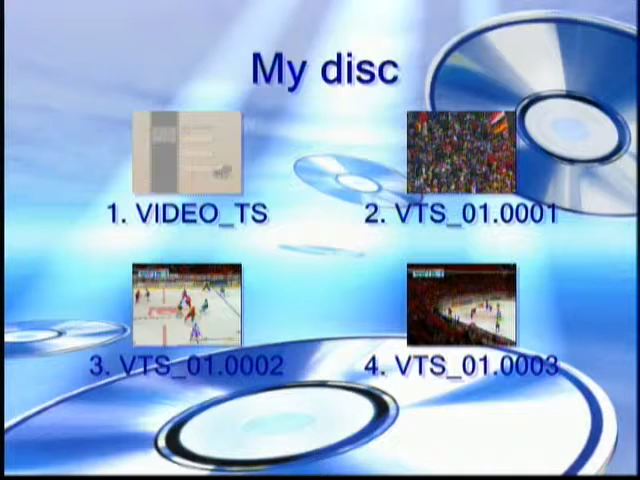 My disc
1. VIDEO_TS
2. VTS_01.0001
3. VTS_01.0002
4. VTS_01.0003